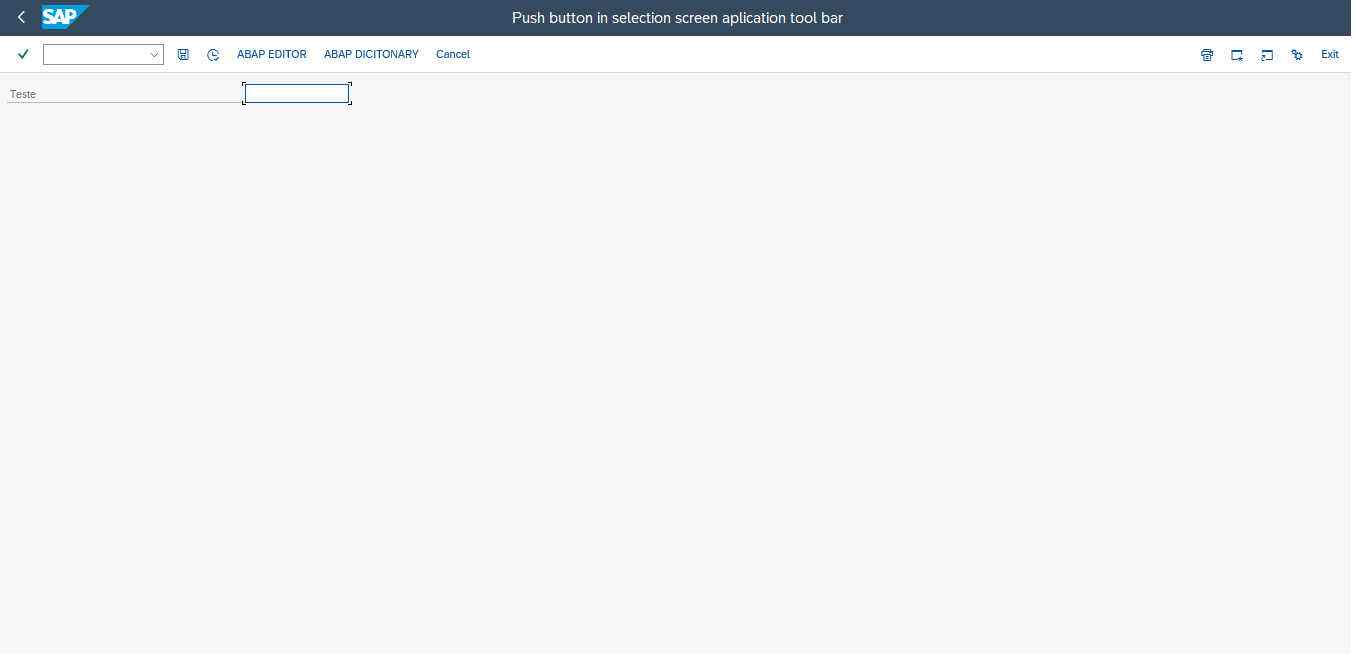 SAP Push button in selection screen aplication tool bar
ABAP EDITOR ABAP DICITONARY Cancel Exit
Teste